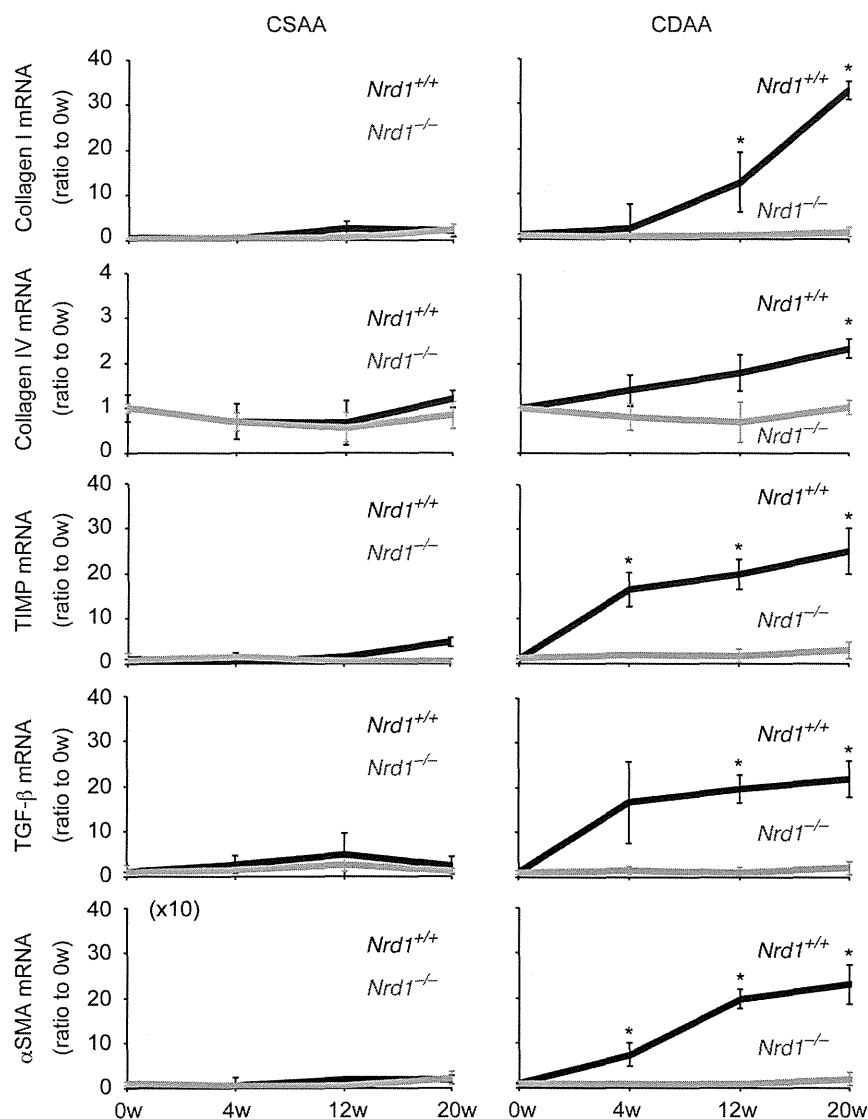 CSAA
CDAA
Collagen I mRNA
(ratio to 0w)
40
30
20
10
0
Nrd1+/+
Nrd1−/−
*
*
Nrd1+/+
Nrd1−/−
Collagen IV mRNA
(ratio to 0w)
4
3
2
1
0
Nrd1+/+
Nrd1−/−
Nrd1+/+
*
Nrd1−/−
TIMP mRNA
(ratio to 0w)
40
30
20
10
0
Nrd1+/+
Nrd1−/−
Nrd1+/+
*
*
*
Nrd1−/−
TGF-β mRNA
(ratio to 0w)
40
30
20
10
0
Nrd1+/+
Nrd1−/−
Nrd1+/+
*
*
Nrd1−/−
αSMA mRNA
(ratio to 0w)
(x10)
40
30
20
10
0
Nrd1+/+
Nrd1−/−
Nrd1+/+
*
*
*
Nrd1−/−
0w 4w 12w 20w
0w 4w 12w 20w